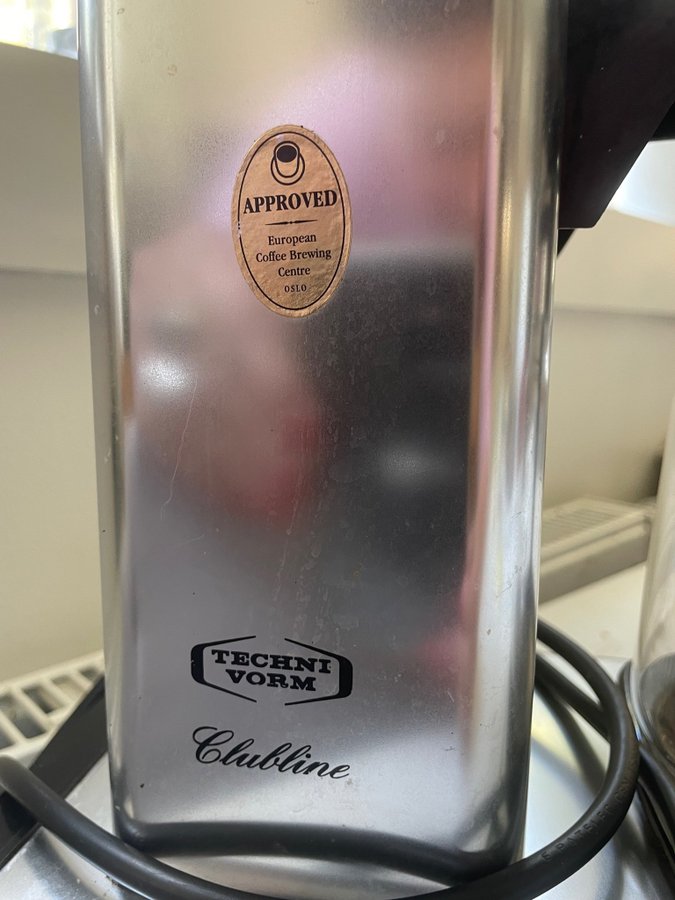 APPROVED
European
Coffee Brewing
Centre
OSLO
TECHNI
VORM
Clubline